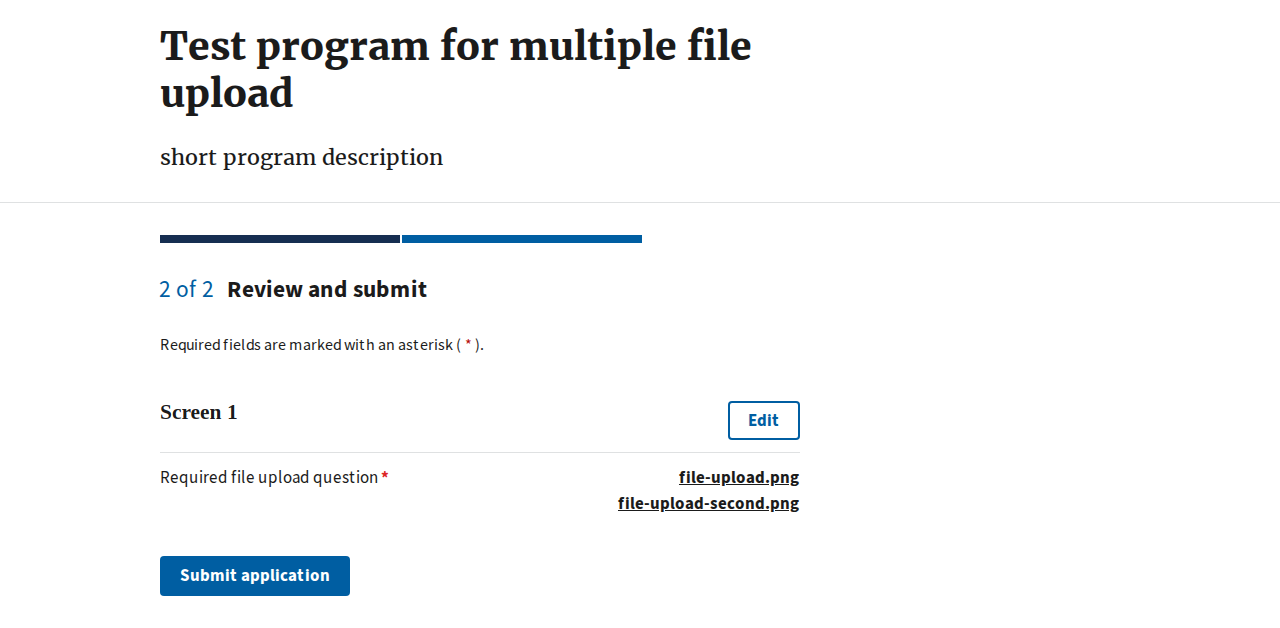 Test program for multiple file
upload
short program description
2 of 2 Review and submit
Required fields are marked with an asterisk ( * ).
Screen 1
Edit
Required file upload question *
file-upload.png
file-upload-second.png
Submit application